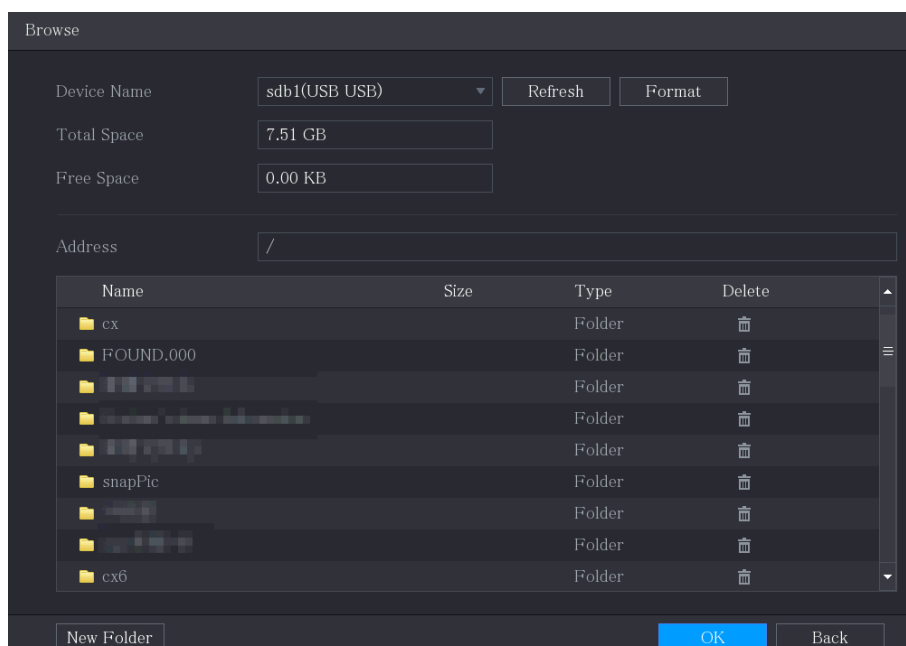 Browse
Device Name sdb1(USB USB) Refresh Format
Total Space 7.51 GB
Free Space 0.00 KB
Address /
Name Size Type Delete
cx Folder
FOUND.000 Folder
Folder
Folder
Folder
snapPic Folder
Folder
Folder
cx6 Folder
New Folder OK Back